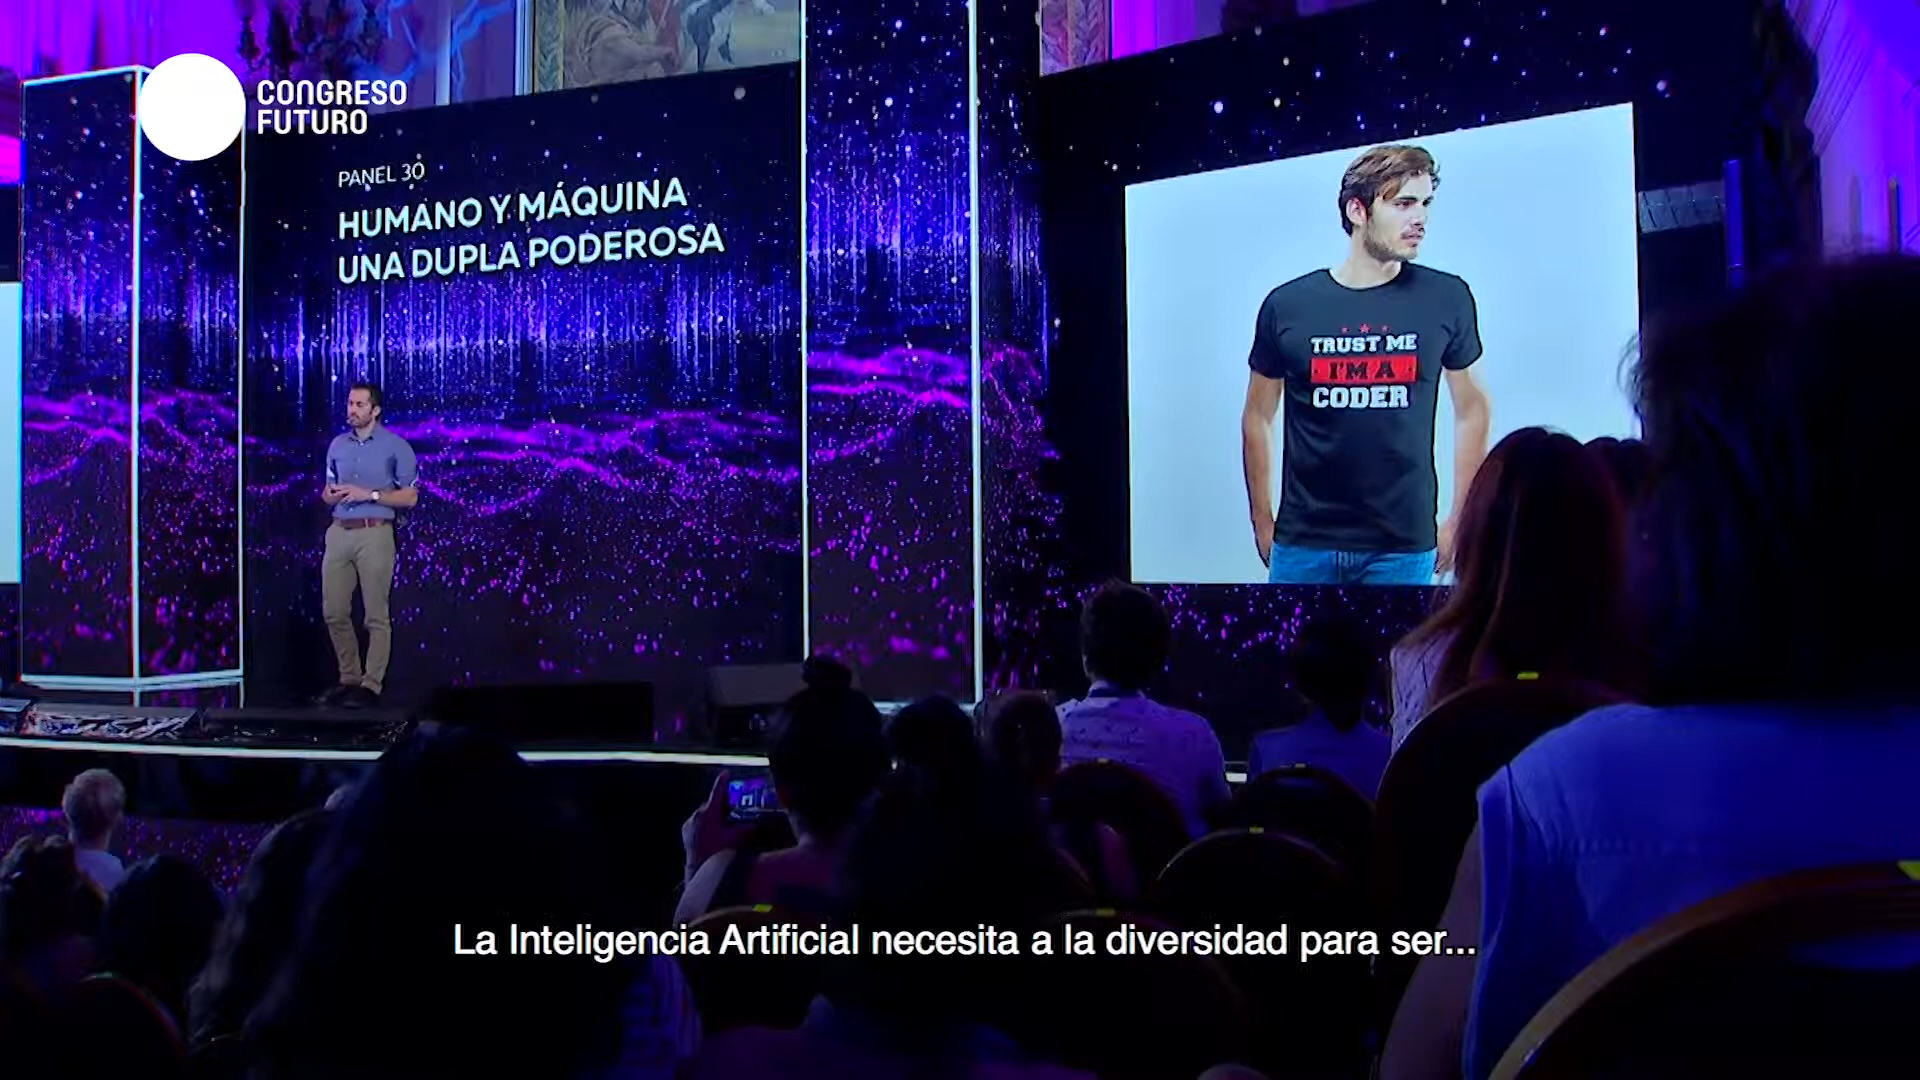 CONGRESO
FUTURO
PANEL 30
HUMANO Y MÁQUINA
UNA DUPLA PODEROSA
TRUST ME
I'M A
CODER
La Inteligencia Artificial necesita a la diversidad para ser...